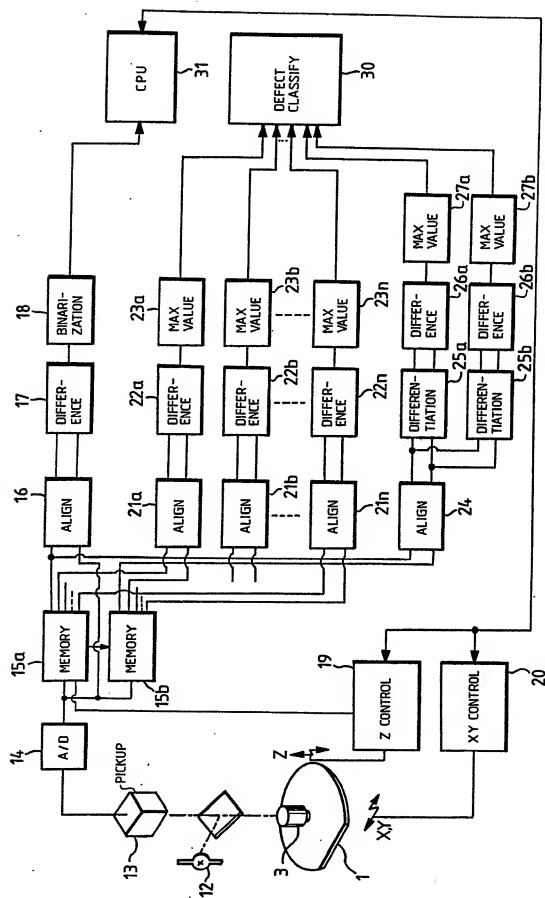 CPU
31
DEFECT
CLASSIFY
30
18
BINARI-
ZATION
17
DIFFER-
ENCE
16
ALIGN
15a
MEMORY
MEMORY
15b
14
A/D
PICKUP
13
12
3
1
Z
XY
19
Z CONTROL
XY CONTROL
20
21a
ALIGN
22a
DIFFER-
ENCE
23a
MAX
VALUE
21b
ALIGN
22b
DIFFER-
ENCE
23b
MAX
VALUE
21n
ALIGN
22n
DIFFER-
ENCE
23n
MAX
VALUE
ALIGN
24
DIFFEREN-
TIATION
25a
DIFFER-
ENCE
26a
MAX
VALUE
27a
DIFFEREN-
TIATION
25b
DIFFER-
ENCE
26b
MAX
VALUE
27b